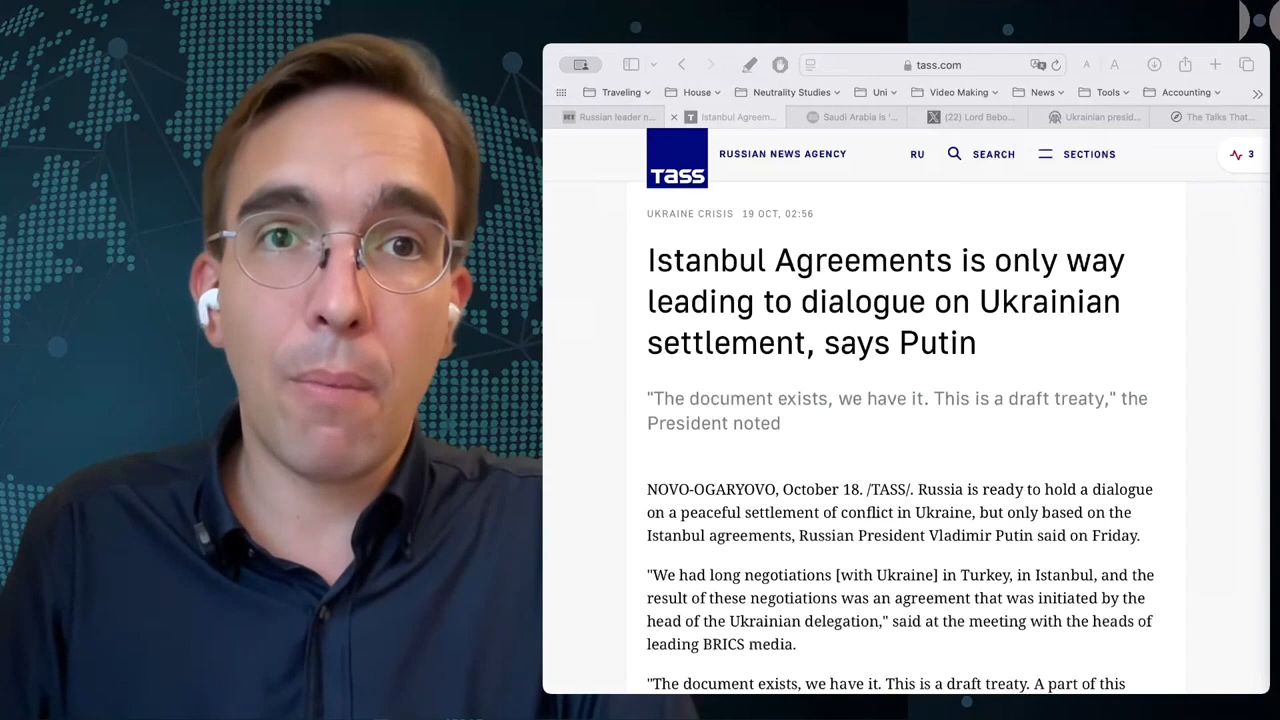 tass.com
A A
Traveling House Neutrality Studies Uni Video Making News Tools Accounting
Russian leader n... Istanbul Agreem... Saudi Arabia is '... (22) Lord Bebo... Ukrainian presid... The Talks That...
TASS RUSSIAN NEWS AGENCY RU SEARCH SECTIONS 3
UKRAINE CRISIS 19 OCT, 02:56
Istanbul Agreements is only way
leading to dialogue on Ukrainian
settlement, says Putin
"The document exists, we have it. This is a draft treaty," the
President noted
NOVO-OGARYOVO, October 18. /TASS/. Russia is ready to hold a dialogue
on a peaceful settlement of conflict in Ukraine, but only based on the
Istanbul agreements, Russian President Vladimir Putin said on Friday.
"We had long negotiations [with Ukraine] in Turkey, in Istanbul, and the
result of these negotiations was an agreement that was initiated by the
head of the Ukrainian delegation," said at the meeting with the heads of
leading BRICS media.
"The document exists, we have it. This is a draft treaty. A part of this